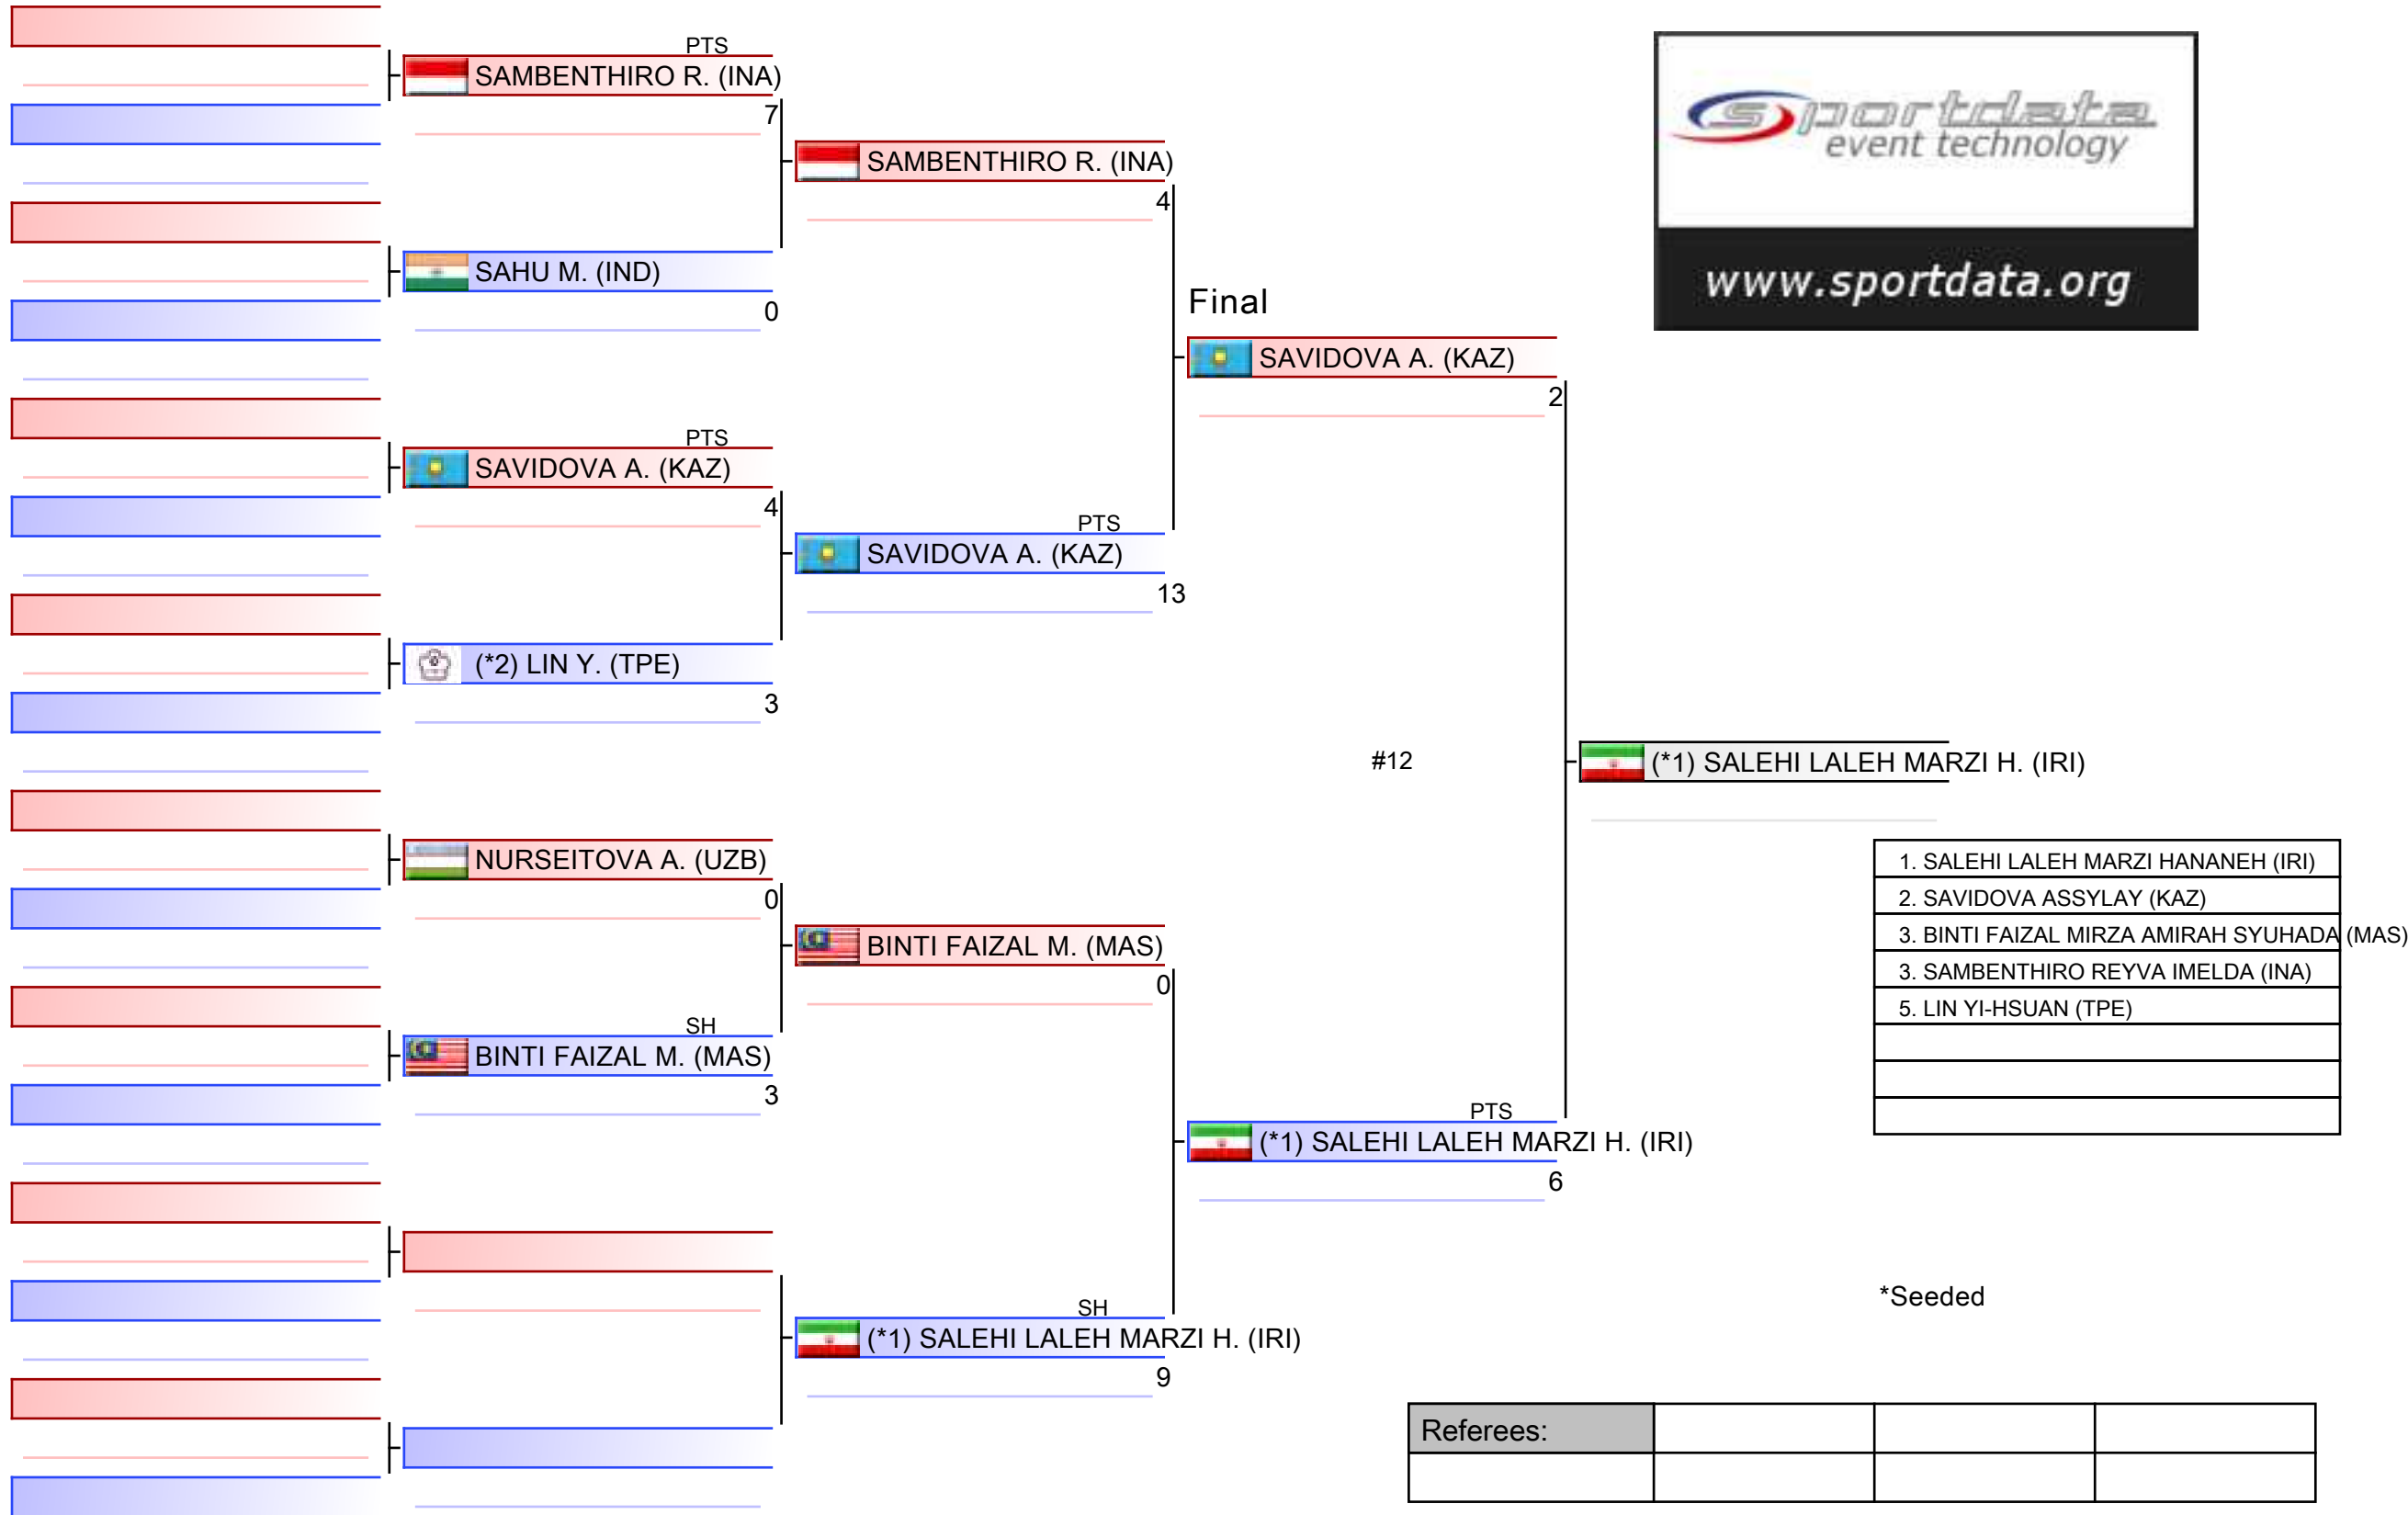 PTS
SAMBENTHIRO R. (INA)
7
SAHU M. (IND)
0
PTS
SAVIDOVA A. (KAZ)
4
(*2) LIN Y. (TPE)
3
NURSEITOVA A. (UZB)
0
SH
BINTI FAIZAL M. (MAS)
3
SAMBENTHIRO R. (INA)
4
PTS
SAVIDOVA A. (KAZ)
13
BINTI FAIZAL M. (MAS)
0
SH
(*1) SALEHI LALEH MARZI H. (IRI)
9
Final
SAVIDOVA A. (KAZ)
2
#12
PTS
(*1) SALEHI LALEH MARZI H. (IRI)
6
(*1) SALEHI LALEH MARZI H. (IRI)
sportdata
event technology
www.sportdata.org
1. SALEHI LALEH MARZI HANANEH (IRI)
2. SAVIDOVA ASSYLAY (KAZ)
3. BINTI FAIZAL MIRZA AMIRAH SYUHADA (MAS)
3. SAMBENTHIRO REYVA IMELDA (INA)
5. LIN YI-HSUAN (TPE)
*Seeded
Referees: